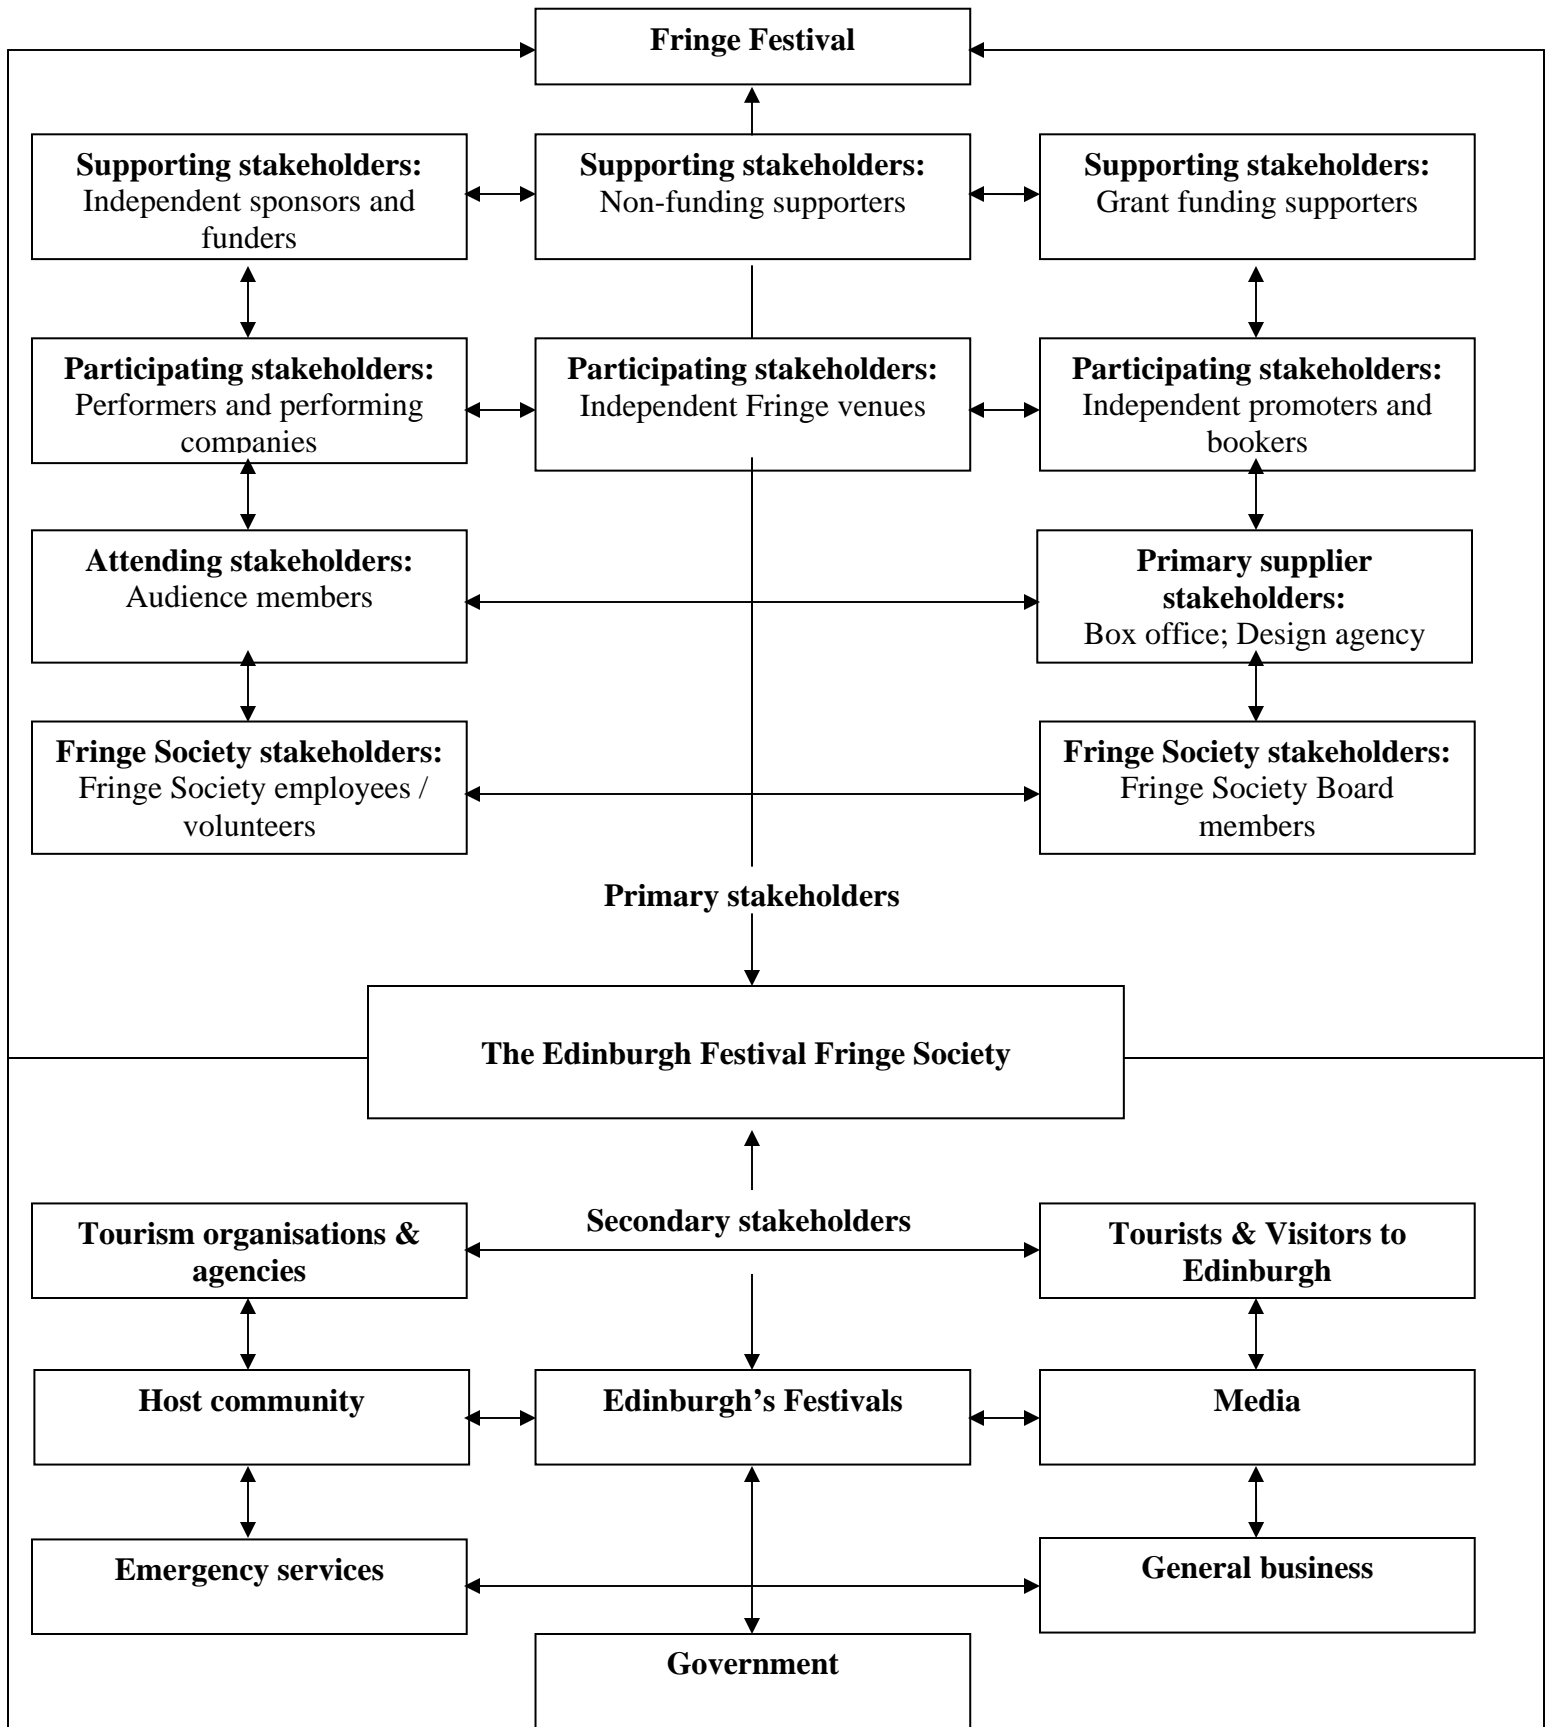 Fringe Festival
Supporting stakeholders:
Independent sponsors and
funders
Supporting stakeholders:
Non-funding supporters
Supporting stakeholders:
Grant funding supporters
Participating stakeholders:
Performers and performing
companies
Participating stakeholders:
Independent Fringe venues
Participating stakeholders:
Independent promoters and
bookers
Attending stakeholders:
Audience members
Primary supplier
stakeholders:
Box office; Design agency
Fringe Society stakeholders:
Fringe Society employees /
volunteers
Fringe Society stakeholders:
Fringe Society Board
members
Primary stakeholders
The Edinburgh Festival Fringe Society
Secondary stakeholders
Tourism organisations &
agencies
Tourists & Visitors to
Edinburgh
Host community
Edinburgh’s Festivals
Media
Emergency services
General business
Government